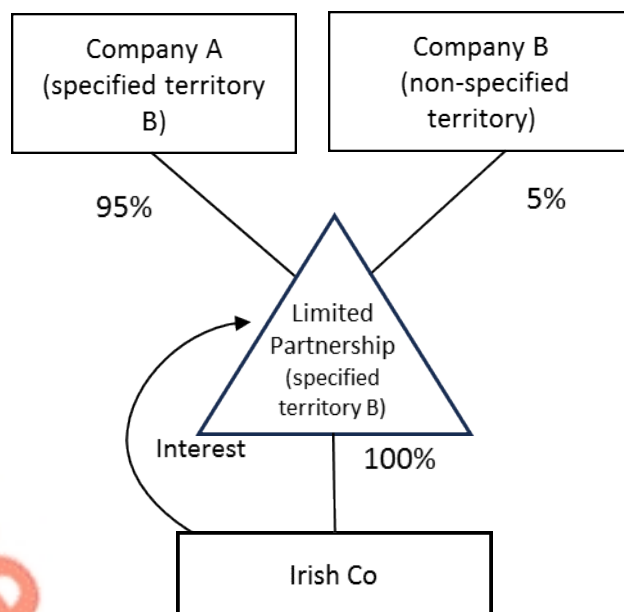 Company A
(specified territory
B)
Company B
(non-specified
territory)
95%
5%
Limited
Partnership
(specified
territory B)
Interest
100%
Irish Co